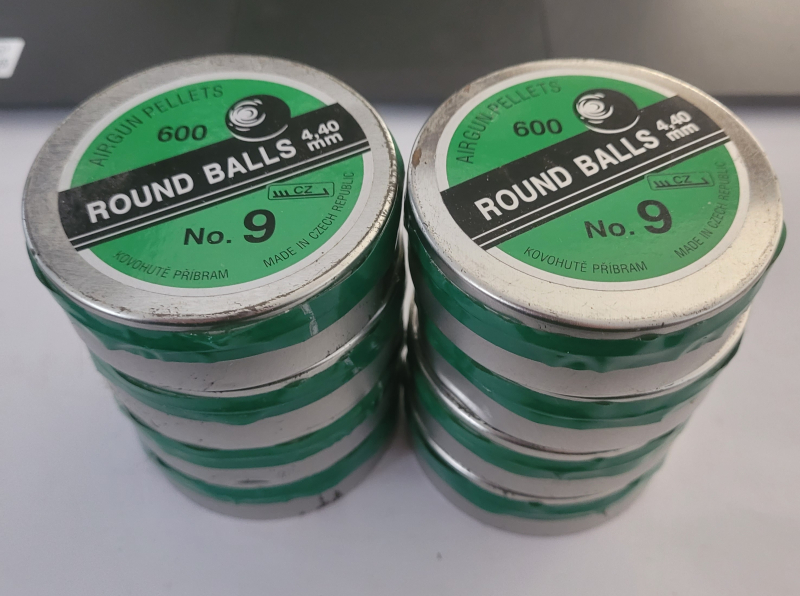 AIRGUN PELLETS
600
ROUND BALLS 4,40 mm
CZ
No. 9
KOVOHUTĚ PŘÍBRAM
MADE IN CZECH REPUBLIC
AIRGUN PELLETS
600
ROUND BALLS 4,40 mm
CZ
No. 9
KOVOHUTĚ PŘÍBRAM
MADE IN CZECH REPUBLIC